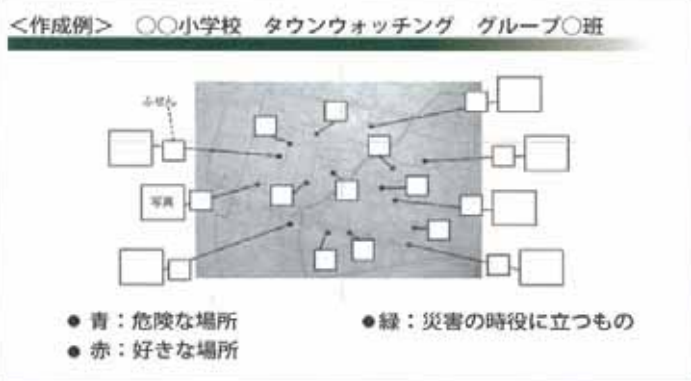 <作成例> ○○小学校 タウンウォッチング グループ○班
ふせん
写真
● 青：危険な場所
● 赤：好きな場所
●緑：災害の時役に立つもの